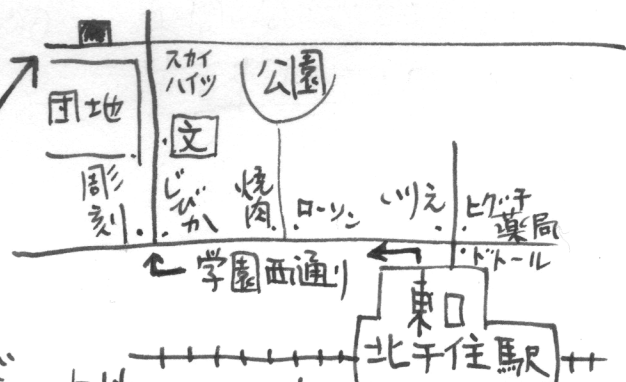 スカイ
ハイツ
公園
団地
文
彫刻
じびか
焼肉
ローソン
いりえ
ヒグチ
薬局
ドトール
学園西通り
東口
北千住駅